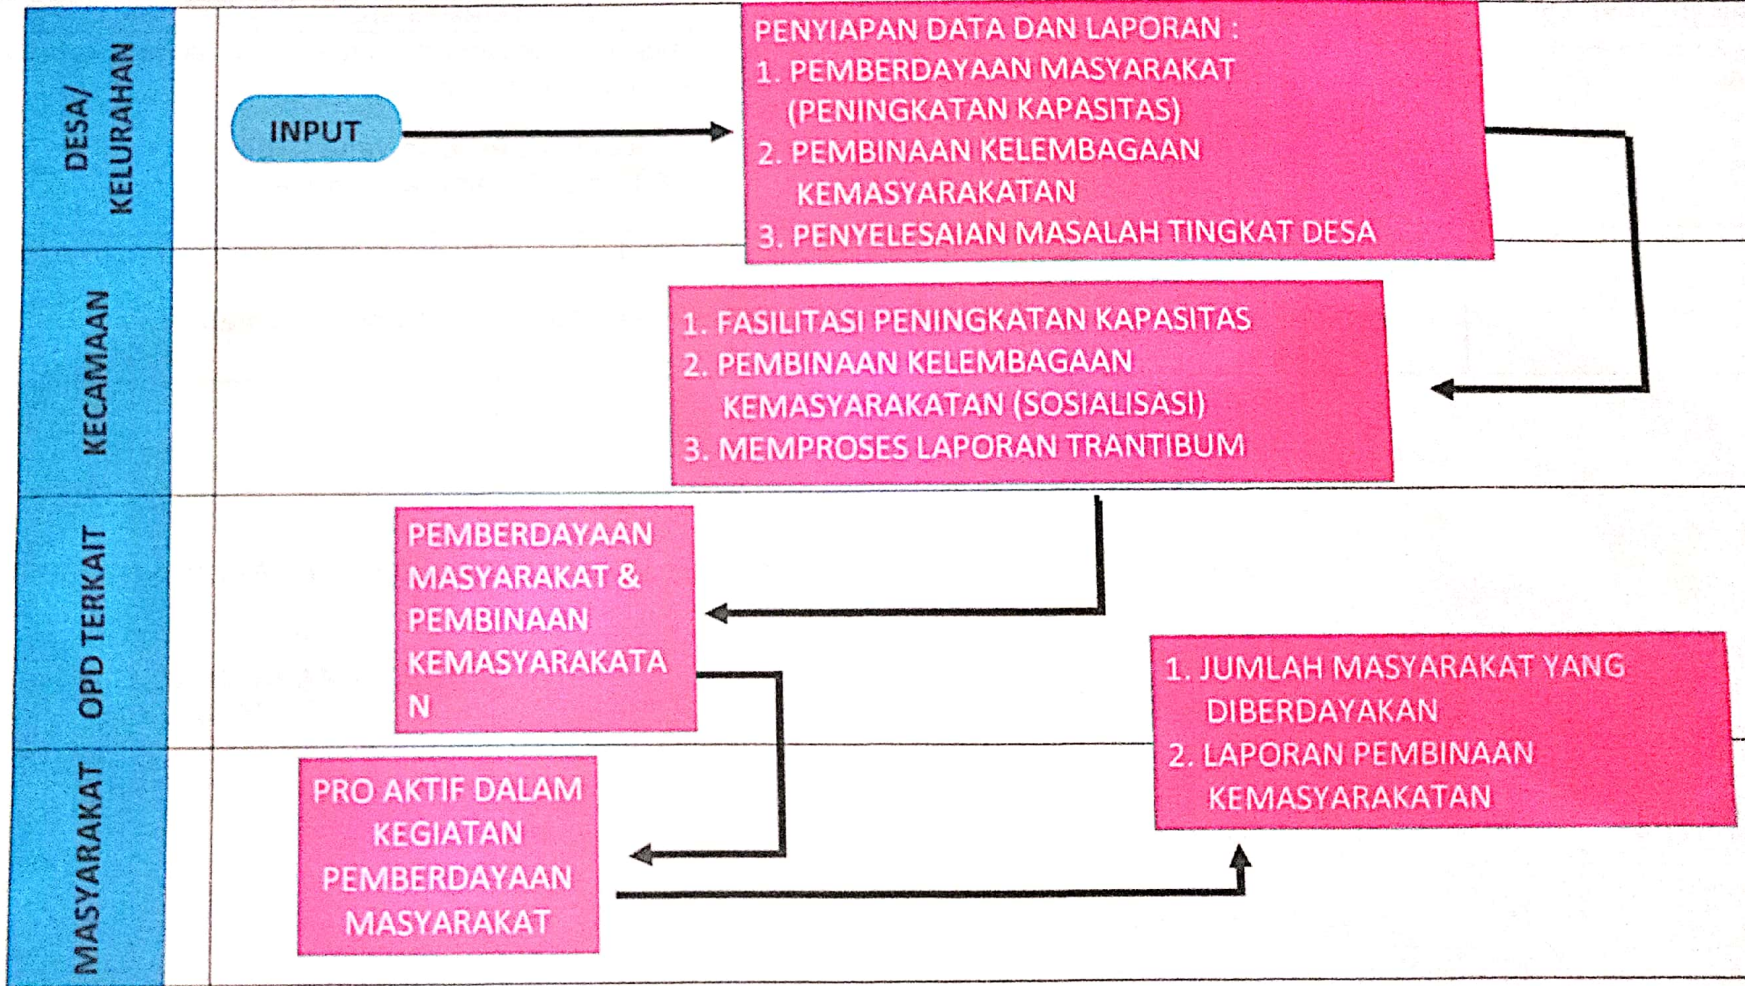 DESA/
KELURAHAN
INPUT
PENYIAPAN DATA DAN LAPORAN :
1. PEMBERDAYAAN MASYARAKAT
(PENINGKATAN KAPASITAS)
2. PEMBINAAN KELEMBAGAAN
KEMASYARAKATAN
3. PENYELESAIAN MASALAH TINGKAT DESA
KECAMAAN
1. FASILITASI PENINGKATAN KAPASITAS
2. PEMBINAAN KELEMBAGAAN
KEMASYARAKATAN (SOSIALISASI)
3. MEMPROSES LAPORAN TRANTIBUM
OPD TERKAIT
PEMBERDAYAAN
MASYARAKAT &
PEMBINAAN
KEMASYARAKATA
N
1. JUMLAH MASYARAKAT YANG
DIBERDAYAKAN
2. LAPORAN PEMBINAAN
KEMASYARAKATAN
MASYARAKAT
PRO AKTIF DALAM
KEGIATAN
PEMBERDAYAAN
MASYARAKAT